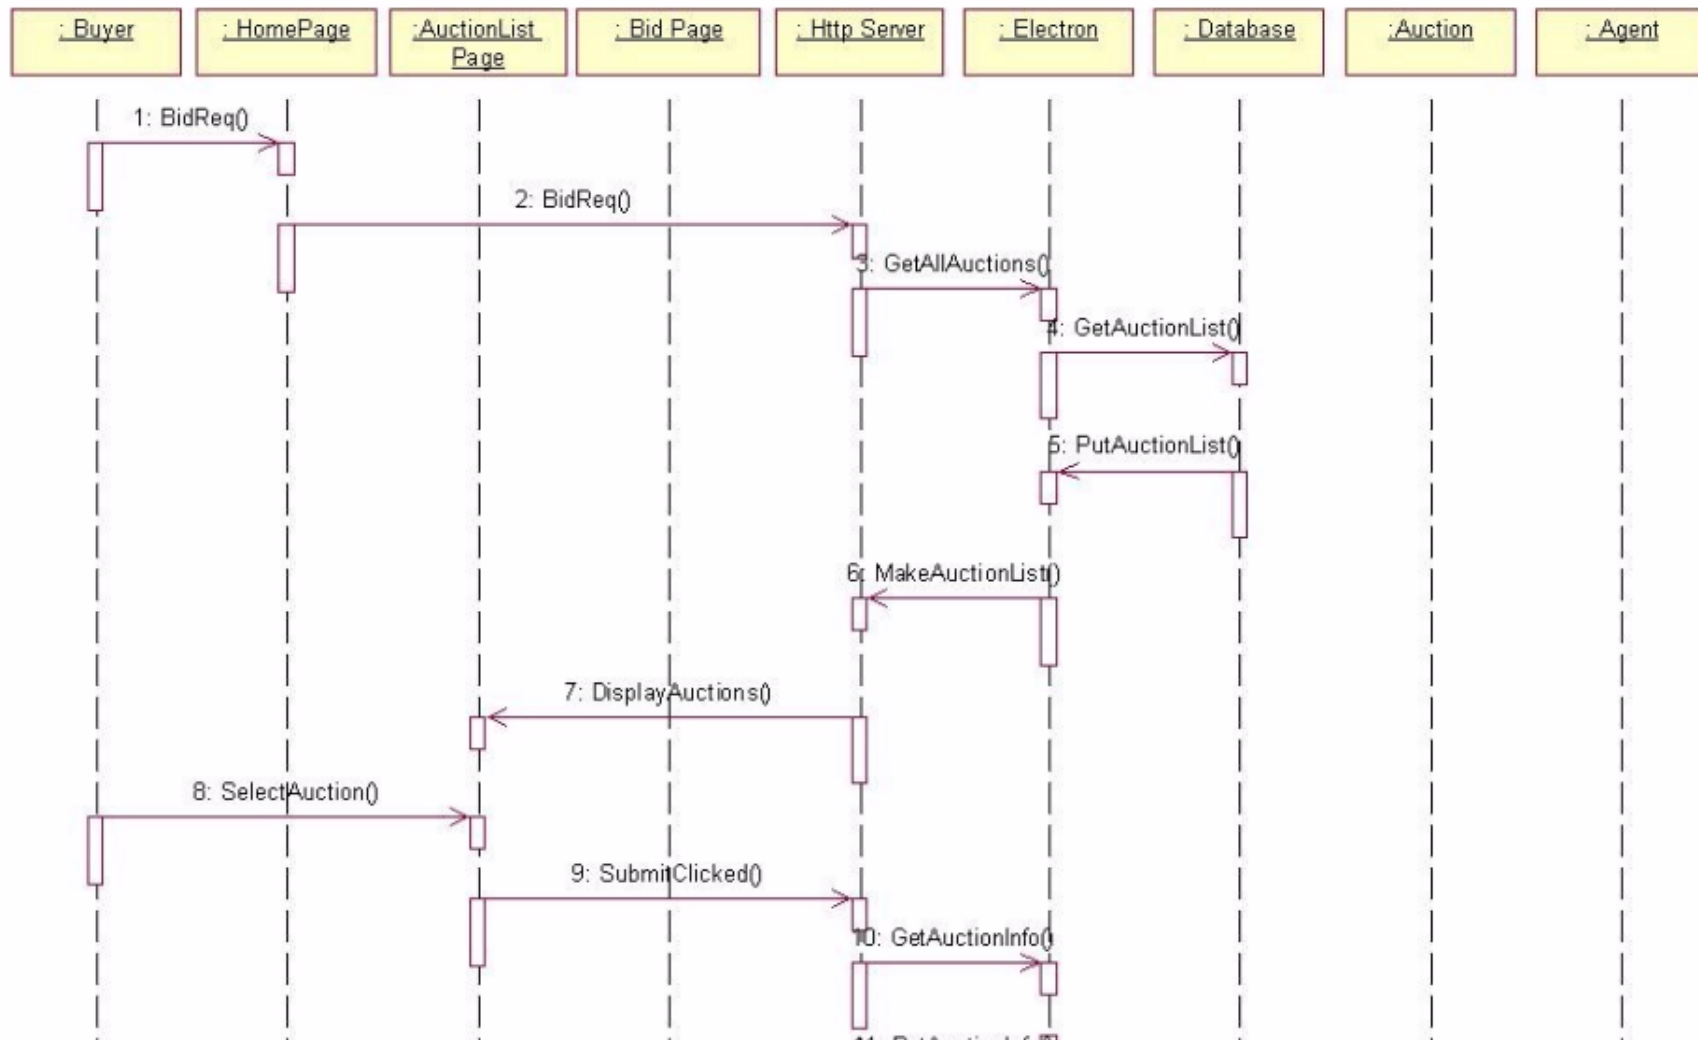 : Buyer
: HomePage
:AuctionList
Page
: Bid Page
: Http Server
: Electron
: Database
:Auction
: Agent
1: BidReq()
2: BidReq()
3: GetAllAuctions()
4: GetAuctionList()
5: PutAuctionList()
6: MakeAuctionList()
7: DisplayAuctions()
8: SelectAuction()
9: SubmitClicked()
10: GetAuctionInfo()